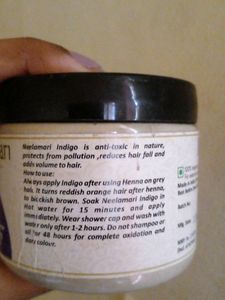 Neelamari Indigo is anti-toxic in nature,
protects from pollution ,reduces hair fall and
adds volume to hair.
How to use:
Always apply Indigo after using Henna on grey
hair. It turns reddish orange hair after henna,
to blackish brown. Soak Neelamari Indigo in
Hot water for 15 minutes and apply
immediately. Wear shower cap and wash with
water only after 1-2 hours. Do not shampoo or
oil for 48 hours for complete oxidation and
dark colour.